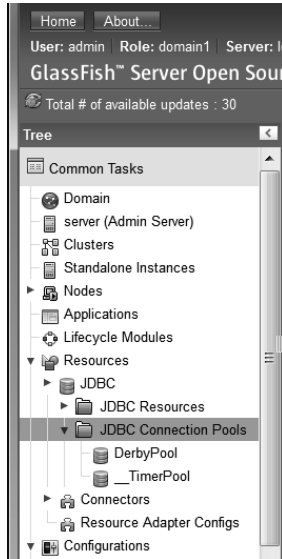 Home About...
User: admin Role: domain1 Server:
GlassFish™ Server Open Sou
Total # of available updates : 30
Tree
Common Tasks
Domain
server (Admin Server)
Clusters
Standalone Instances
Nodes
Applications
Lifecycle Modules
Resources
JDBC
JDBC Resources
JDBC Connection Pools
DerbyPool
__TimerPool
Connectors
Resource Adapter Configs
Configurations